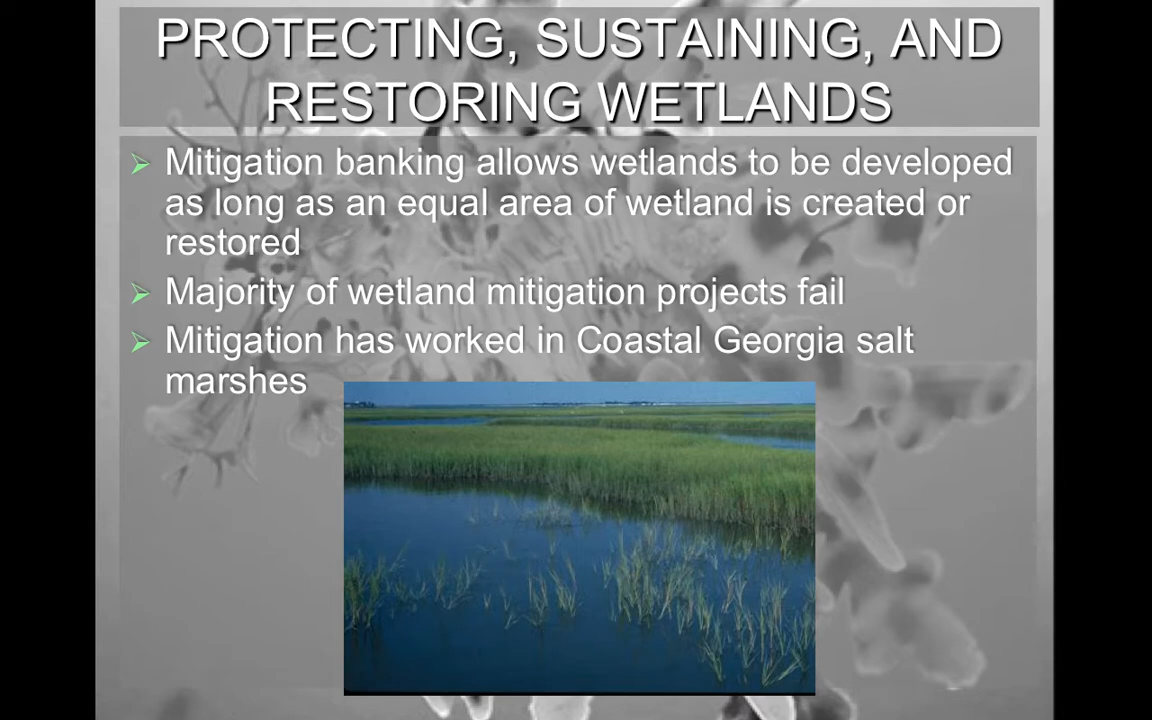 PROTECTING, SUSTAINING, AND
RESTORING WETLANDS
Mitigation banking allows wetlands to be developed
as long as an equal area of wetland is created or
restored
Majority of wetland mitigation projects fail
Mitigation has worked in Coastal Georgia salt
marshes